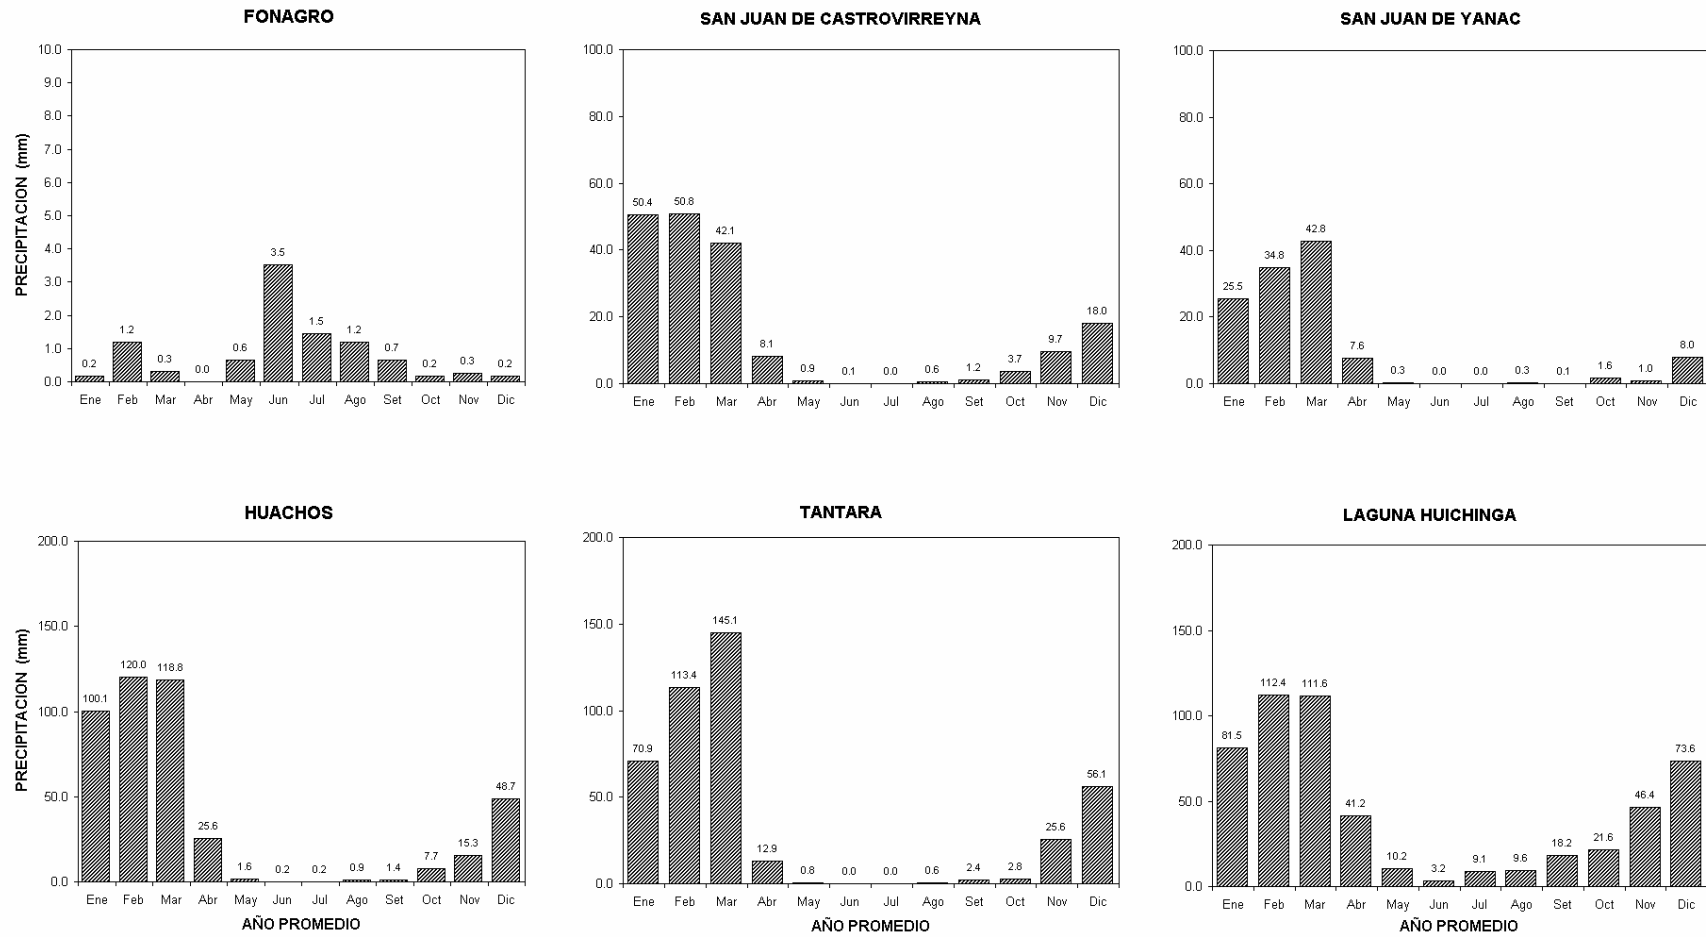 FONAGRO
SAN JUAN DE CASTROVIRREYNA
SAN JUAN DE YANAC
PRECIPITACION (mm)
10.0
9.0
8.0
7.0
6.0
5.0
4.0
3.0
2.0
1.0
0.0
0.2 1.2 0.3 0.0 0.6 3.5 1.5 1.2 0.7 0.2 0.3 0.2
Ene Feb Mar Abr May Jun Jul Ago Set Oct Nov Dic
100.0
80.0
60.0
40.0
20.0
0.0
50.4 50.8 42.1 8.1 0.9 0.1 0.0 0.6 1.2 3.7 9.7 18.0
Ene Feb Mar Abr May Jun Jul Ago Set Oct Nov Dic
100.0
80.0
60.0
40.0
20.0
0.0
25.5 34.8 42.8 7.6 0.3 0.0 0.0 0.3 0.1 1.6 1.0 8.0
Ene Feb Mar Abr May Jun Jul Ago Set Oct Nov Dic
HUACHOS
TANTARA
LAGUNA HUICHINGA
PRECIPITACION (mm)
200.0
150.0
100.0
50.0
0.0
100.1 120.0 118.8 25.6 1.6 0.2 0.2 0.9 1.4 7.7 15.3 48.7
Ene Feb Mar Abr May Jun Jul Ago Set Oct Nov Dic
AÑO PROMEDIO
200.0
150.0
100.0
50.0
0.0
70.9 113.4 145.1 12.9 0.8 0.0 0.0 0.6 2.4 2.8 25.6 56.1
Ene Feb Mar Abr May Jun Jul Ago Set Oct Nov Dic
AÑO PROMEDIO
200.0
150.0
100.0
50.0
0.0
81.5 112.4 111.6 41.2 10.2 3.2 9.1 9.6 18.2 21.6 46.4 73.6
Ene Feb Mar Abr May Jun Jul Ago Set Oct Nov Dic
AÑO PROMEDIO